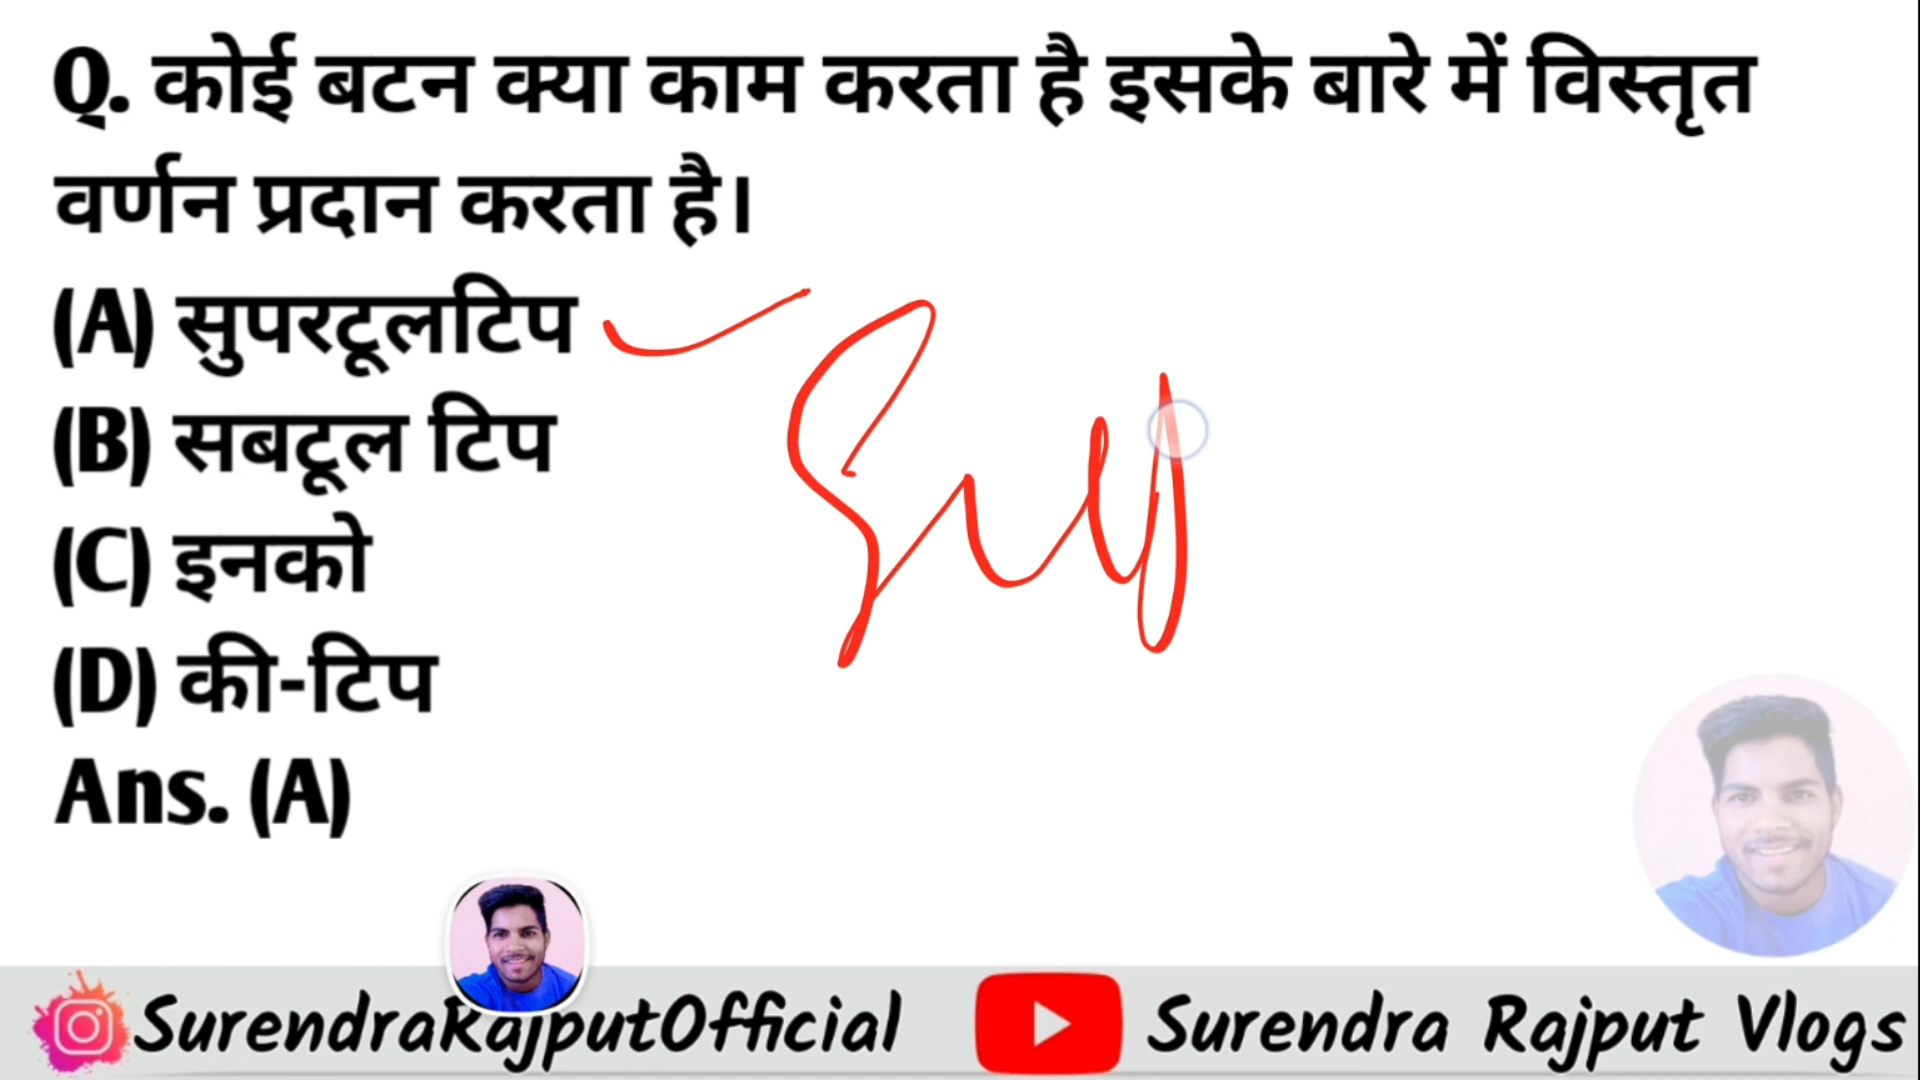 Q. कोई बटन क्या काम करता है इसके बारे में विस्तृत
वर्णन प्रदान करता है।
(A) सुपरटूलटिप
(B) सबटूल टिप
(C) इनको
(D) की-टिप
Ans. (A)
SurendraRajputOfficial
Surendra Rajput Vlogs